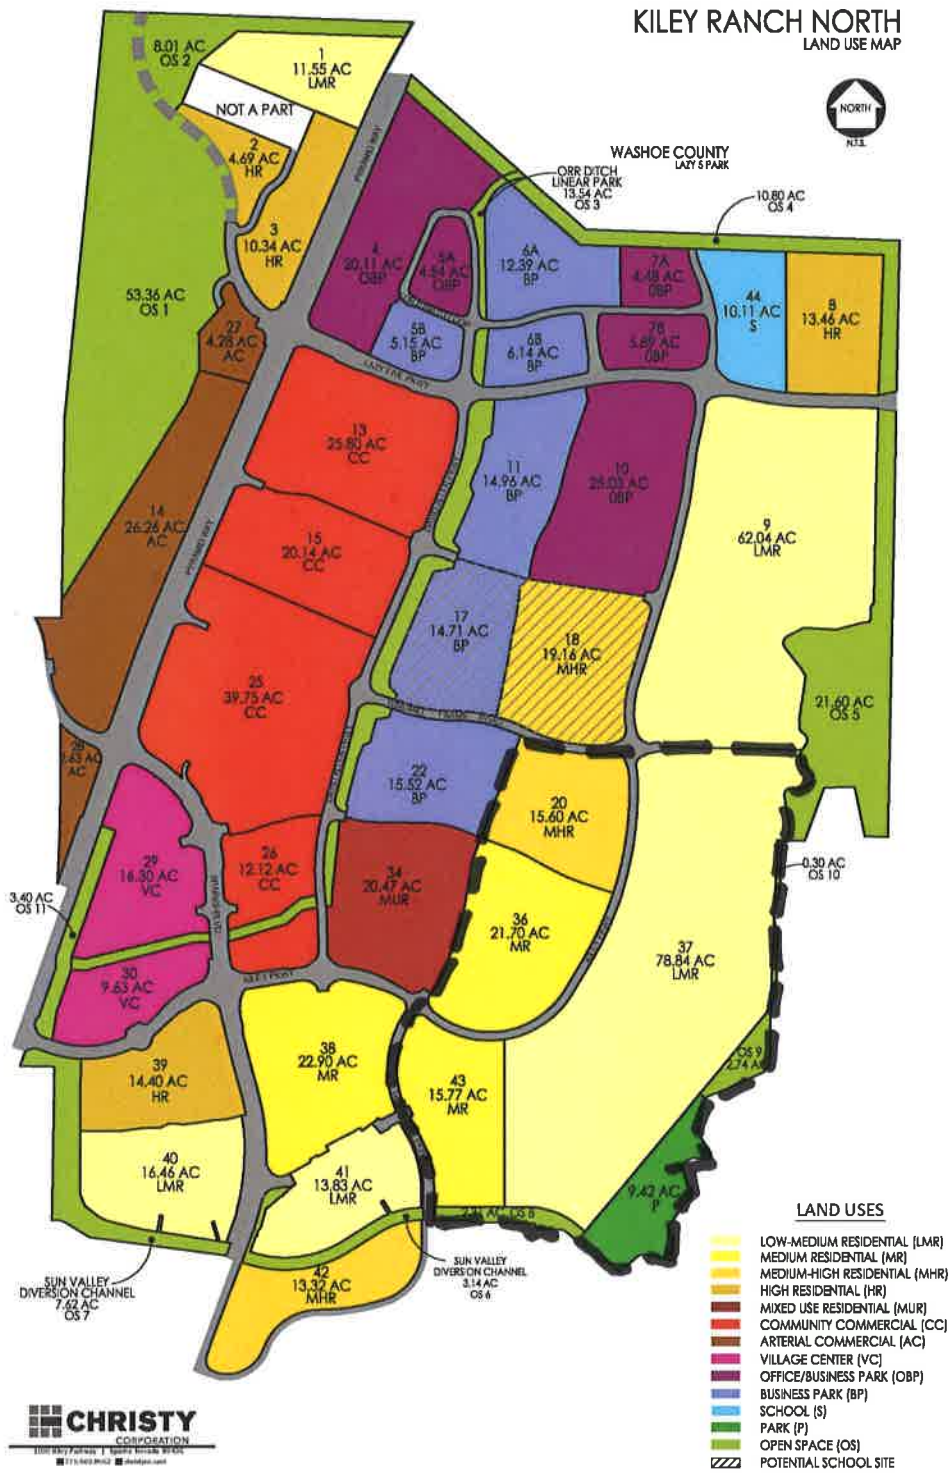 KILEY RANCH NORTH
LAND USE MAP
NORTH
N.T.S.
8.01 AC
OS 2
1
11.55 AC
LMR
NOT A PART
2
4.69 AC
HR
3
10.34 AC
HR
PYRAMID WAY
WASHOE COUNTY
LAZY 5 PARK
ORR DITCH
LINEAR PARK
13.54 AC
OS 3
10.80 AC
OS 4
4
20.11 AC
OBP
5A
4.84 AC
OBP
6A
12.39 AC
BP
7A
4.48 AC
OBP
44
10.11 AC
S
8
13.46 AC
HR
53.36 AC
OS 1
27
4.28 AC
AC
5B
5.15 AC
BP
6B
6.14 AC
BP
7B
5.89 AC
OBP
13
25.80 AC
CC
11
14.96 AC
BP
10
25.03 AC
OBP
9
62.04 AC
LMR
14
26.26 AC
AC
PYRAMID WAY
15
20.14 AC
CC
17
14.71 AC
BP
18
19.16 AC
MHR
25
39.75 AC
CC
21.60 AC
OS 5
28
AC
22
15.52 AC
BP
20
15.60 AC
MHR
29
16.30 AC
VC
26
12.12 AC
CC
34
20.47 AC
MUR
0.30 AC
OS 10
3.40 AC
OS 11
36
21.70 AC
MR
37
78.84 AC
LMR
30
9.63 AC
VC
KILEY PKWY
39
14.40 AC
HR
38
22.90 AC
MR
43
15.77 AC
MR
OS 9
2.74 AC
40
16.46 AC
LMR
41
13.83 AC
LMR
9.42 AC
P
OS 8
SUN VALLEY
DIVERSION CHANNEL
7.62 AC
OS 7
42
13.32 AC
MHR
SUN VALLEY
DIVERSION CHANNEL
3.14 AC
OS 6
LAND USES
LOW-MEDIUM RESIDENTIAL (LMR)
MEDIUM RESIDENTIAL (MR)
MEDIUM-HIGH RESIDENTIAL (MHR)
HIGH RESIDENTIAL (HR)
MIXED USE RESIDENTIAL (MUR)
COMMUNITY COMMERCIAL (CC)
ARTERIAL COMMERCIAL (AC)
VILLAGE CENTER (VC)
OFFICE/BUSINESS PARK (OBP)
BUSINESS PARK (BP)
SCHOOL (S)
PARK (P)
OPEN SPACE (OS)
POTENTIAL SCHOOL SITE
CHRISTY
CORPORATION